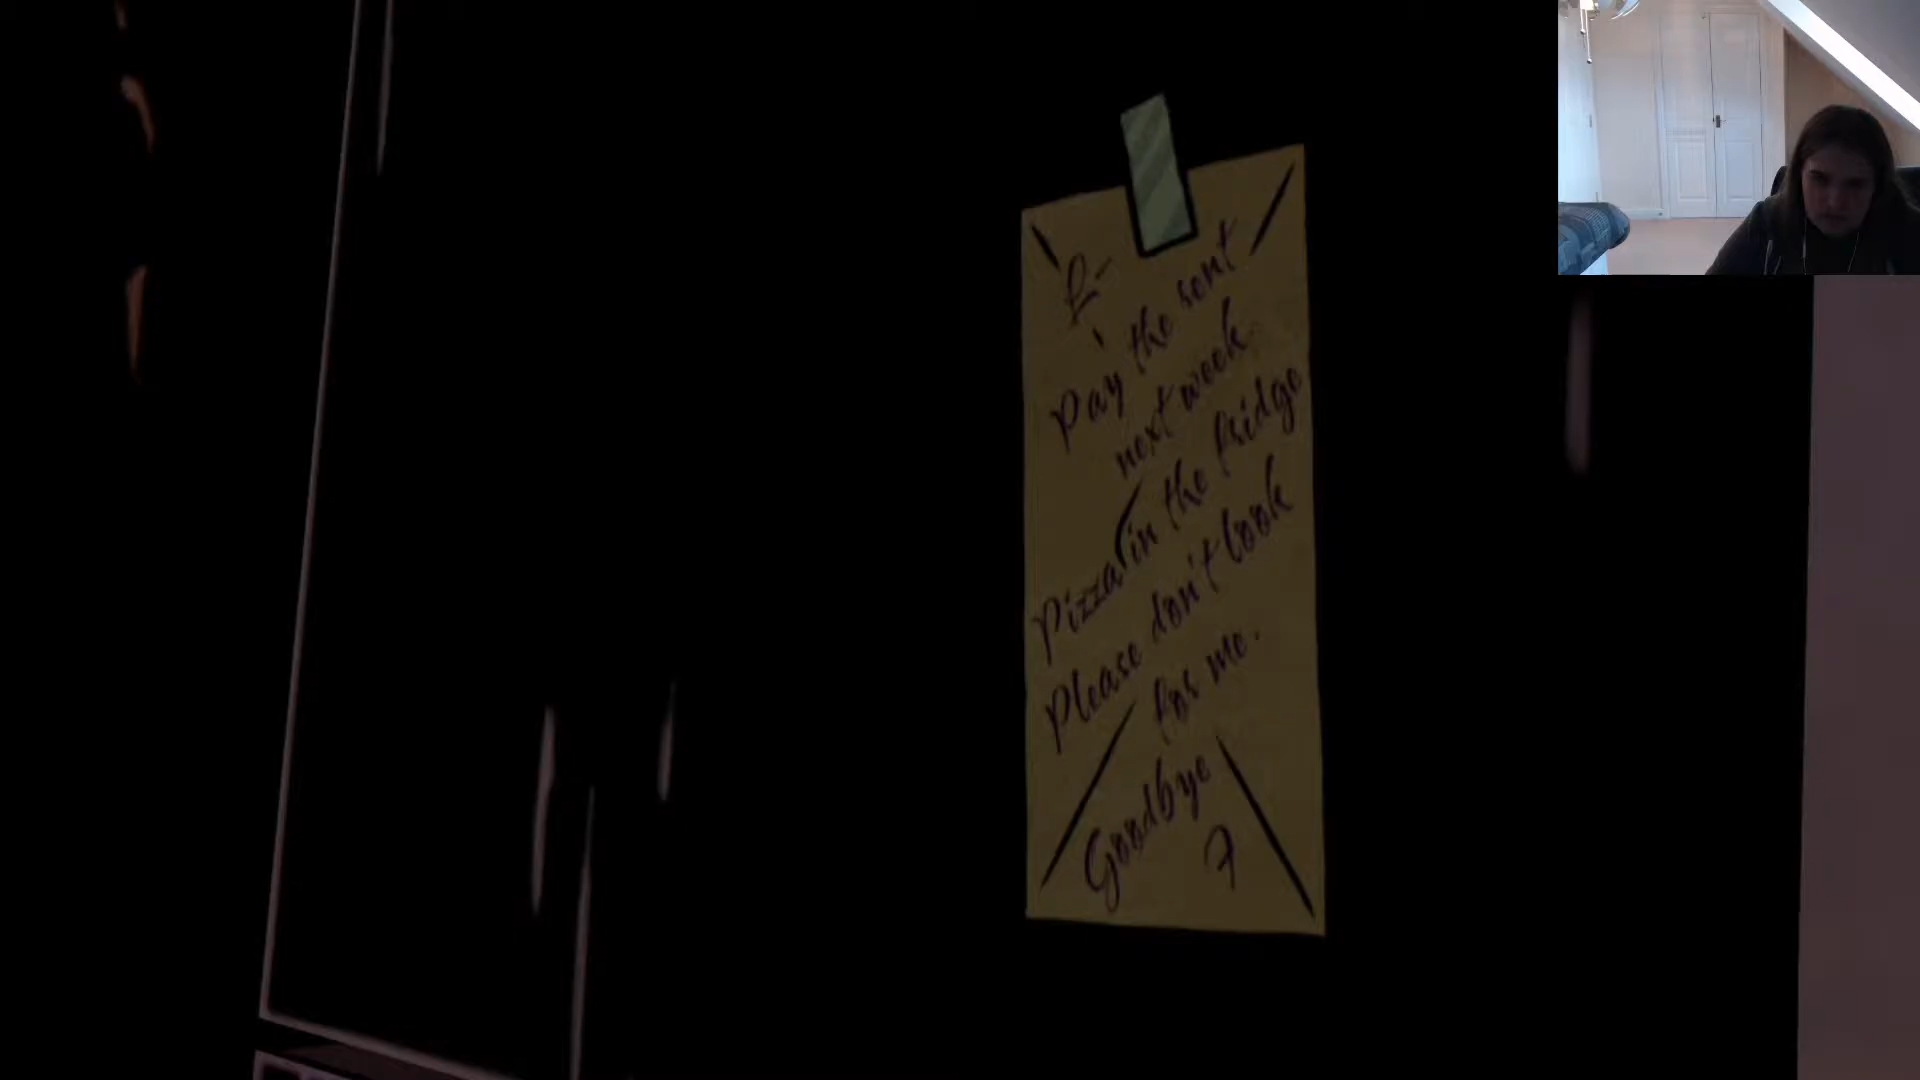 R-
Pay the rent
next week
Pizza in the fridge
Please don't look
for me.
Goodbye
F